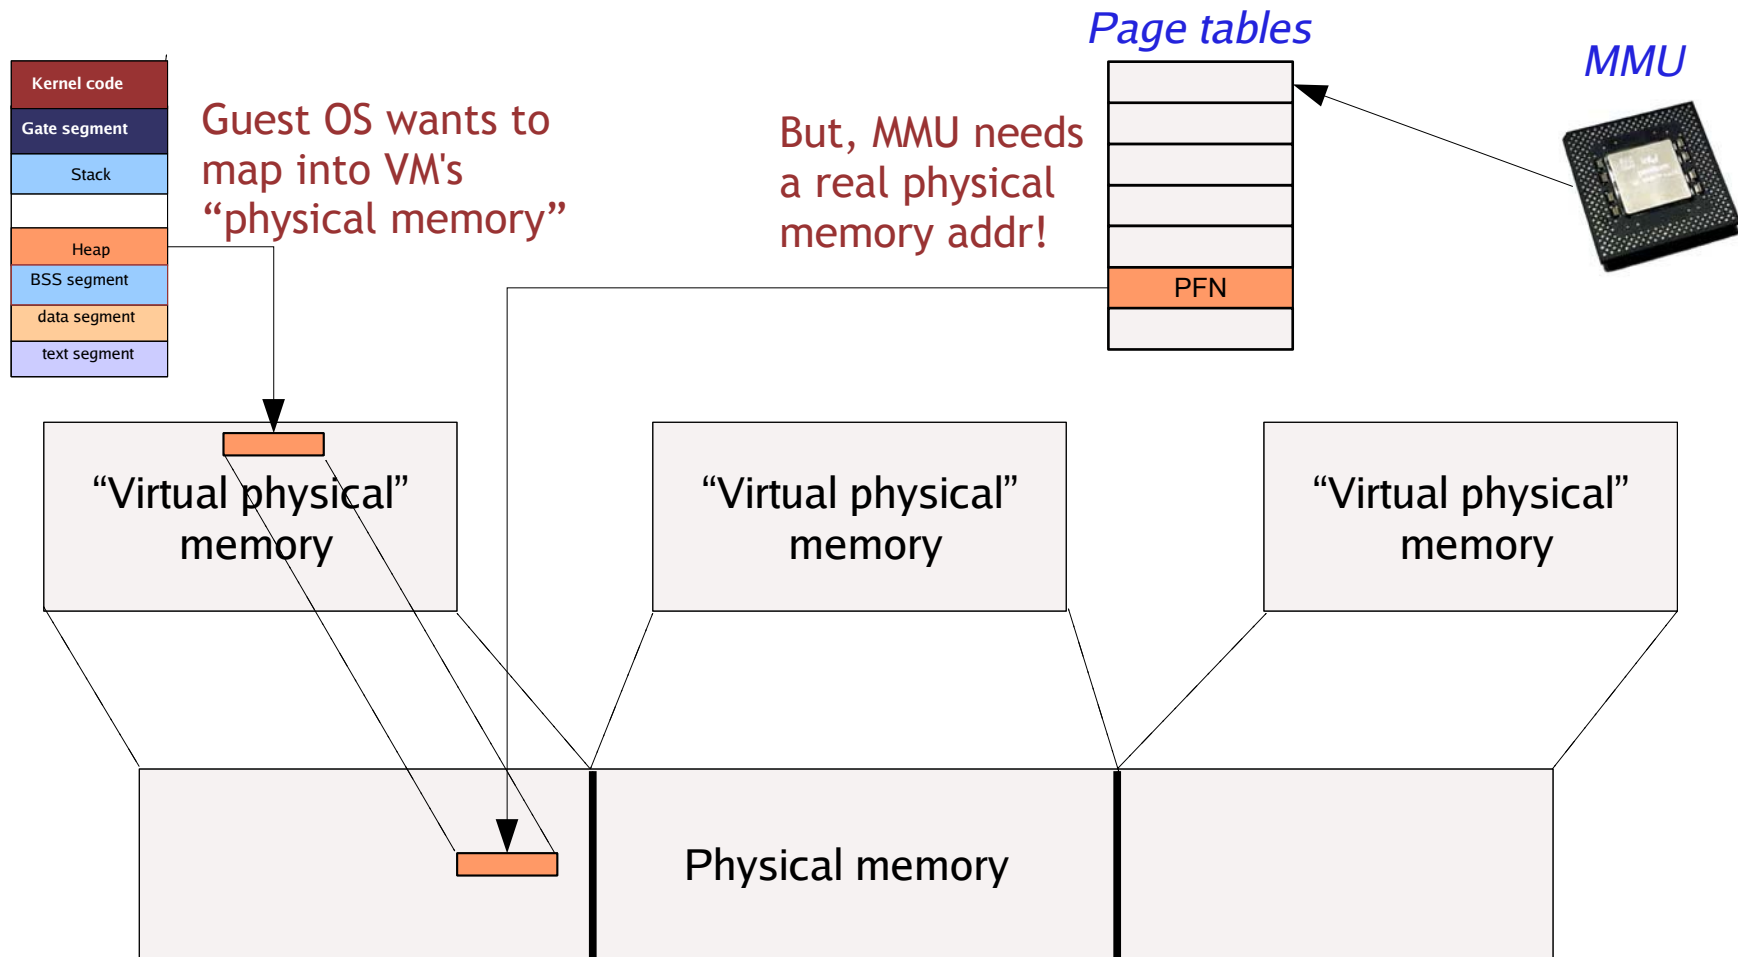 Page tables
MMU
Kernel code
Gate segment
Stack
Heap
BSS segment
data segment
text segment
Guest OS wants to
map into VM's
“physical memory”
But, MMU needs
a real physical
memory addr!
PFN
“Virtual physical”
memory
“Virtual physical”
memory
“Virtual physical”
memory
Physical memory